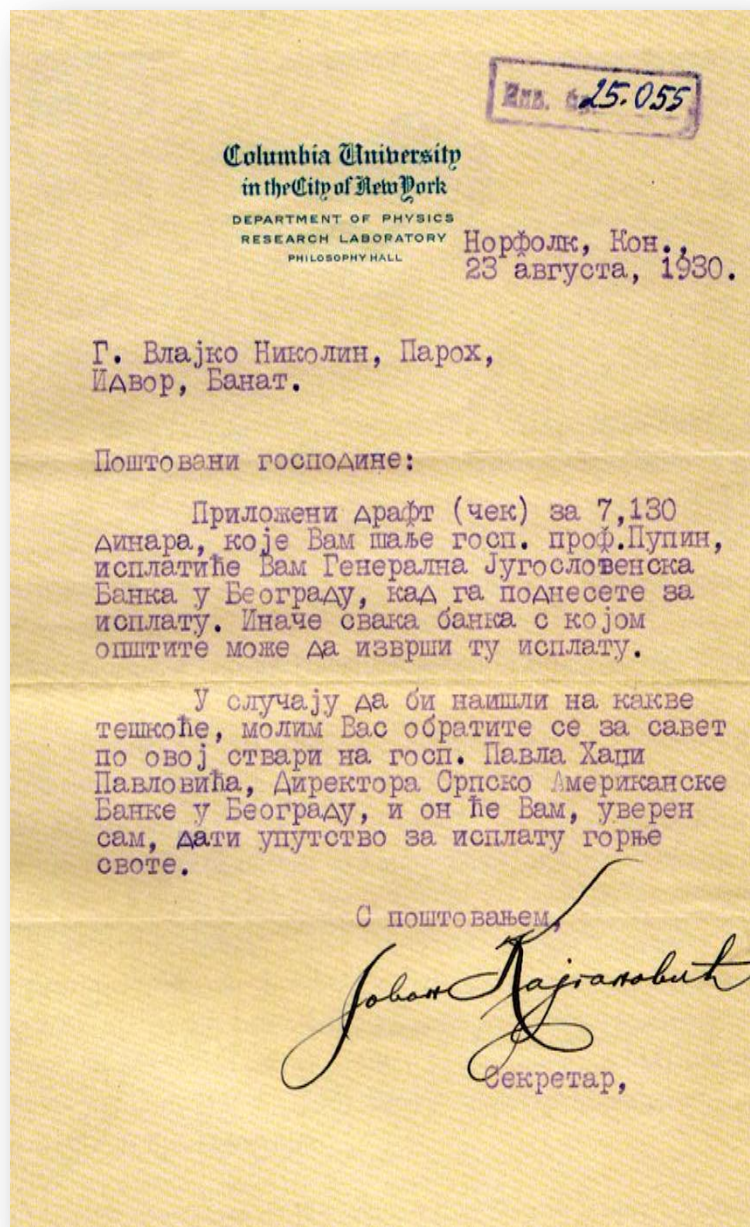 Инв. бр. 25.055
Columbia University
in the City of New York
DEPARTMENT OF PHYSICS
RESEARCH LABORATORY
PHILOSOPHY HALL
Норфолк, Кон.,
23 августа, 1930.
Г. Влајко Николин, Парох,
Идвор, Банат.
Поштовани господине:
Приложени драфт (чек) за 7,130
динара, које Вам шаље госп. проф.Пупин,
исплатиће Вам Генерална Југословенска
Банка у Београду, кад га поднесете за
исплату. Иначе свака банка с којом
општите може да изврши ту исплату.
У случају да би наишли на какве
тешкоће, молим Вас обратите се за савет
по овој ствари на госп. Павла Хаџи
Павловића, Директора Српско Американске
Банке у Београду, и он ће Вам, уверен
сам, дати упутство за исплату горње
своте.
С поштовањем,
Јован Кајгановић
Секретар,